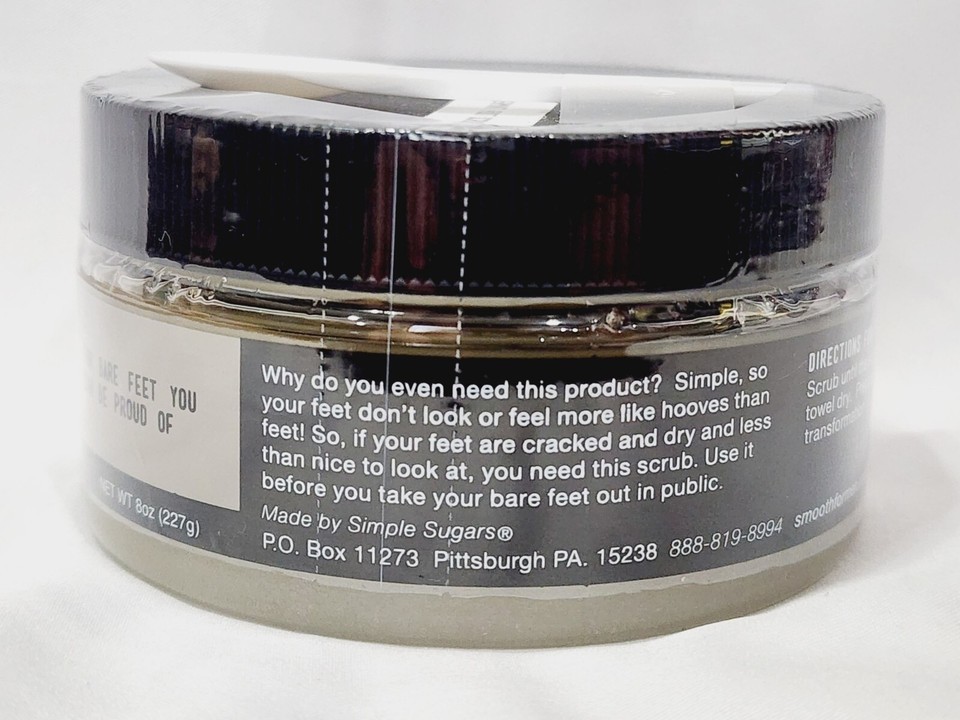 BARE FEET YOU
BE PROUD OF
NET WT 8oz (227g)
Why do you even need this product? Simple, so
your feet don't look or feel more like hooves than
feet! So, if your feet are cracked and dry and less
than nice to look at, you need this scrub. Use it
before you take your bare feet out in public.
Made by Simple Sugars®
P.O. Box 11273 Pittsburgh PA. 15238 888-819-8994
DIRECTIONS
Scrub
towel dry.